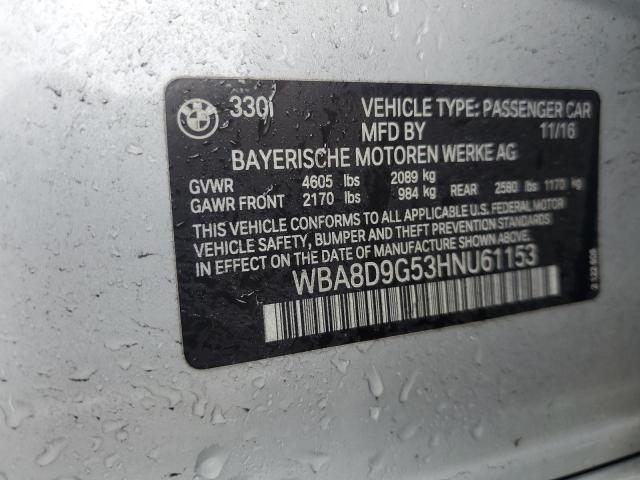 BMW
330I VEHICLE TYPE: PASSENGER CAR
MFD BY 11/16
BAYERISCHE MOTOREN WERKE AG
GVWR 4605 lbs 2089 kg
GAWR FRONT 2170 lbs 984 kg REAR 2580 lbs 1170 kg
THIS VEHICLE CONFORMS TO ALL APPLICABLE U.S. FEDERAL MOTOR
VEHICLE SAFETY, BUMPER, AND THEFT PREVENTION
STANDARDS IN EFFECT ON THE DATE OF MANUFACTURE SHOWN ABOVE.
WBA8D9G53HNU61153